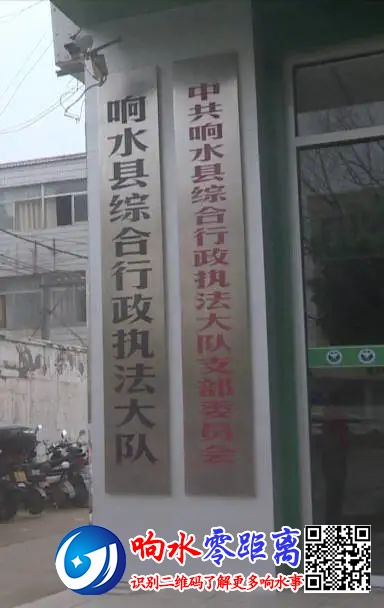 响水县综合行政执法大队
中共响水县综合行政执法大队支部委员会
响水零距离
识别二维码了解更多响水事